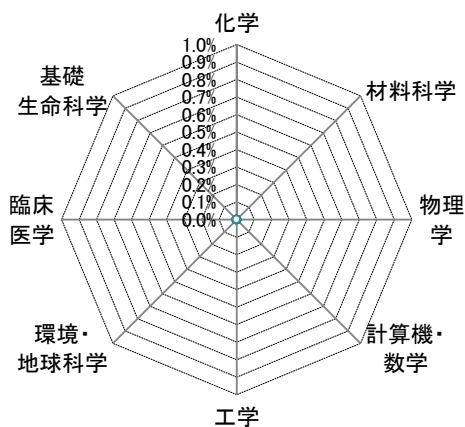 化学
1.0%
0.9%
0.8%
0.7%
0.6%
0.5%
0.4%
0.3%
0.2%
0.1%
0.0%
材料科学
物理
学
計算機・
数学
工学
環境・
地球科学
臨床
医学
基礎
生命科学